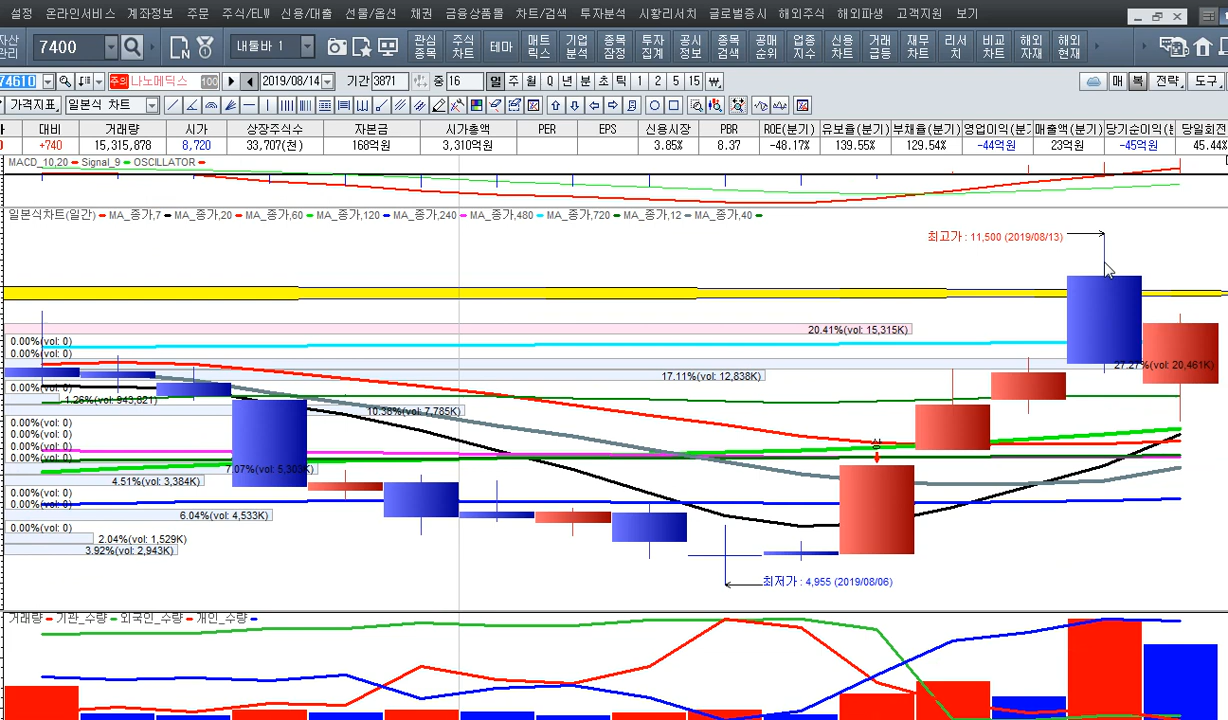 설정 온라인서비스 계좌정보 주문 주식/ELW 신용/대출 선물/옵션 채권 금융상품몰 차트/검색 투자분석 시황리서치 글로벌증시 해외주식 해외파생 고객지원 보기
자산관리 7400 내툴바 1 관심종목 주식차트 테마 매트릭스 기업분석 종목정정 투자집계 공시정보 종목검색 공매순위 업종지수 신용차트 거래급등 재무차트 리서치 비교차트 해외자재 해외현재
74610 주의 나노메딕스 100 2019/08/14 기간 3871 중 16 일 주 월 Q 년 분 초 틱 1 2 3 5 15 매 복 전략 도구
가격지표 일본식 차트
대비 거래량 시가 상장주식수 자본금 시가총액 PER EPS 신용시장 PBR ROE(분기) 유보율(분기) 부채율(분기) 영업이익(분기 매출액(분기) 당기순이익( 당일회전
+740 15,315,878 8,720 33,707(천) 168억원 3,310억원 3.85% 8.37 -48.17% 139.55% 129.54% -44억원 23억원 -45억원 45.44%
MACD_10,20 Signal_9 OSCILLATOR
일본식차트(일간) MA_종가,7 MA_종가,20 MA_종가,60 MA_종가,120 MA_종가,240 MA_종가,480 MA_종가,720 MA_종가,12 MA_종가,40
최고가 : 11,500 (2019/08/13)
20.41%(vol: 15,315K)
0.00%(vol: 0)
0.00%(vol: 0)
27.27%(vol: 20,461K)
17.11%(vol: 12,838K)
0.00%(vol: 0)
1.26%(vol: 943,821)
10.38%(vol: 7,785K)
0.00%(vol: 0)
0.00%(vol: 0)
0.00%(vol: 0)
0.00%(vol: 0)
7.07%(vol: 5,303K)
4.51%(vol: 3,384K)
0.00%(vol: 0)
0.00%(vol: 0)
6.04%(vol: 4,533K)
0.00%(vol: 0)
2.04%(vol: 1,529K)
3.92%(vol: 2,943K)
최저가 : 4,955 (2019/08/06)
거래량 기관_수량 외국인_수량 개인_수량